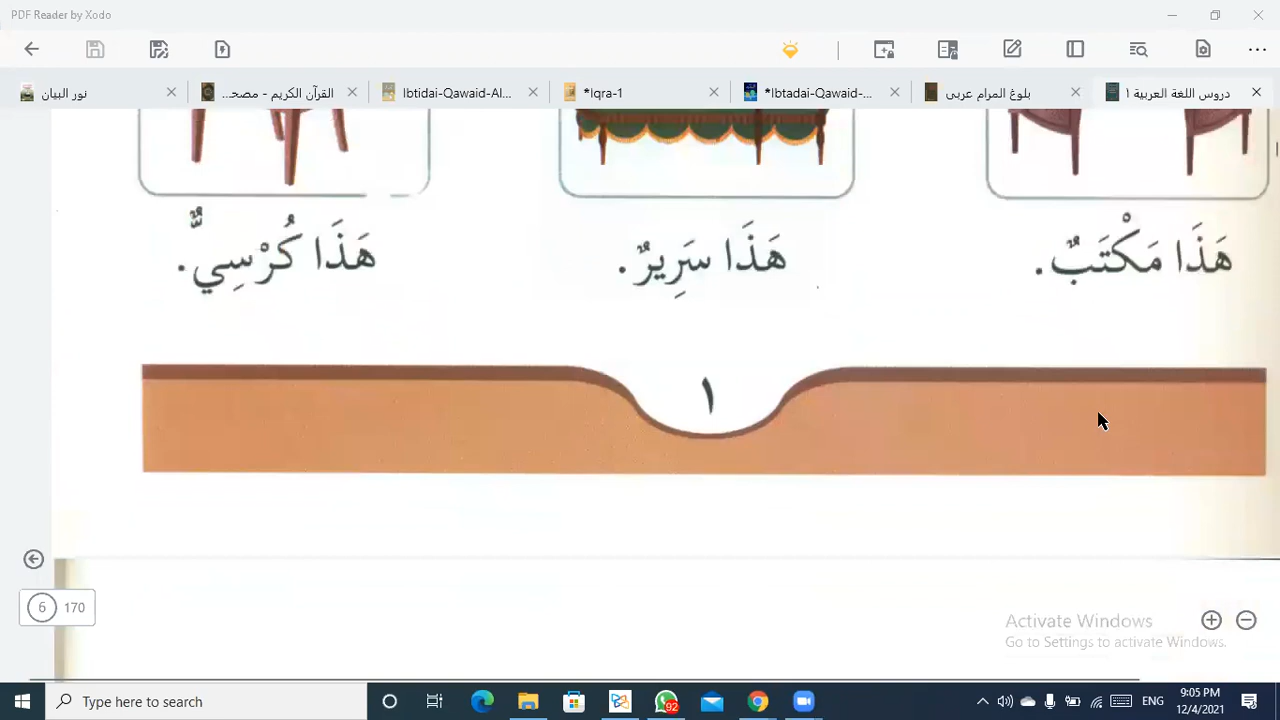 PDF Reader by Xodo
نور البيان
القرآن الكريم - مصحـ...
Ibtidai-Qawaid-Al...
*Iqra-1
*Ibtadai-Qawaid-...
بلوغ المرام عربى
دروس اللغة العربية ١
هَذَا مَكْتَبٌ.
هَذَا سَرِيرٌ.
هَذَا كُرْسِيٌّ.
١
6 170
Activate Windows
Go to Settings to activate Windows.
Type here to search
92
ENG
9:05 PM
12/4/2021